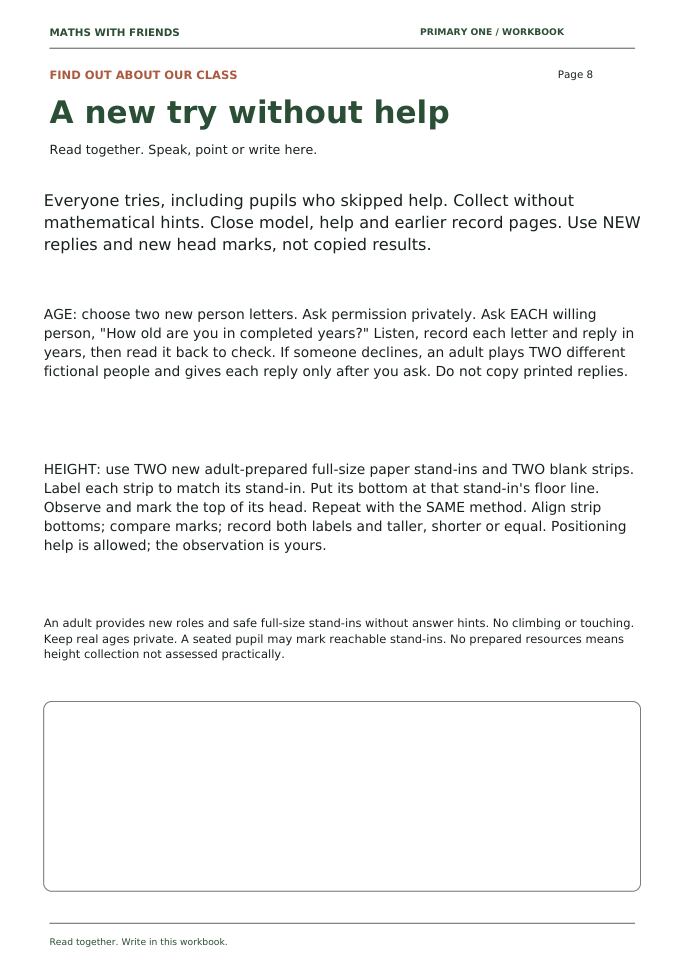 MATHS WITH FRIENDS
PRIMARY ONE / WORKBOOK
FIND OUT ABOUT OUR CLASS
Page 8
A new try without help
Read together. Speak, point or write here.
Everyone tries, including pupils who skipped help. Collect without
mathematical hints. Close model, help and earlier record pages. Use NEW
replies and new head marks, not copied results.
AGE: choose two new person letters. Ask permission privately. Ask EACH willing
person, "How old are you in completed years?" Listen, record each letter and reply in
years, then read it back to check. If someone declines, an adult plays TWO different
fictional people and gives each reply only after you ask. Do not copy printed replies.
HEIGHT: use TWO new adult-prepared full-size paper stand-ins and TWO blank strips.
Label each strip to match its stand-in. Put its bottom at that stand-in's floor line.
Observe and mark the top of its head. Repeat with the SAME method. Align strip
bottoms; compare marks; record both labels and taller, shorter or equal. Positioning
help is allowed; the observation is yours.
An adult provides new roles and safe full-size stand-ins without answer hints. No climbing or touching.
Keep real ages private. A seated pupil may mark reachable stand-ins. No prepared resources means
height collection not assessed practically.
Read together. Write in this workbook.